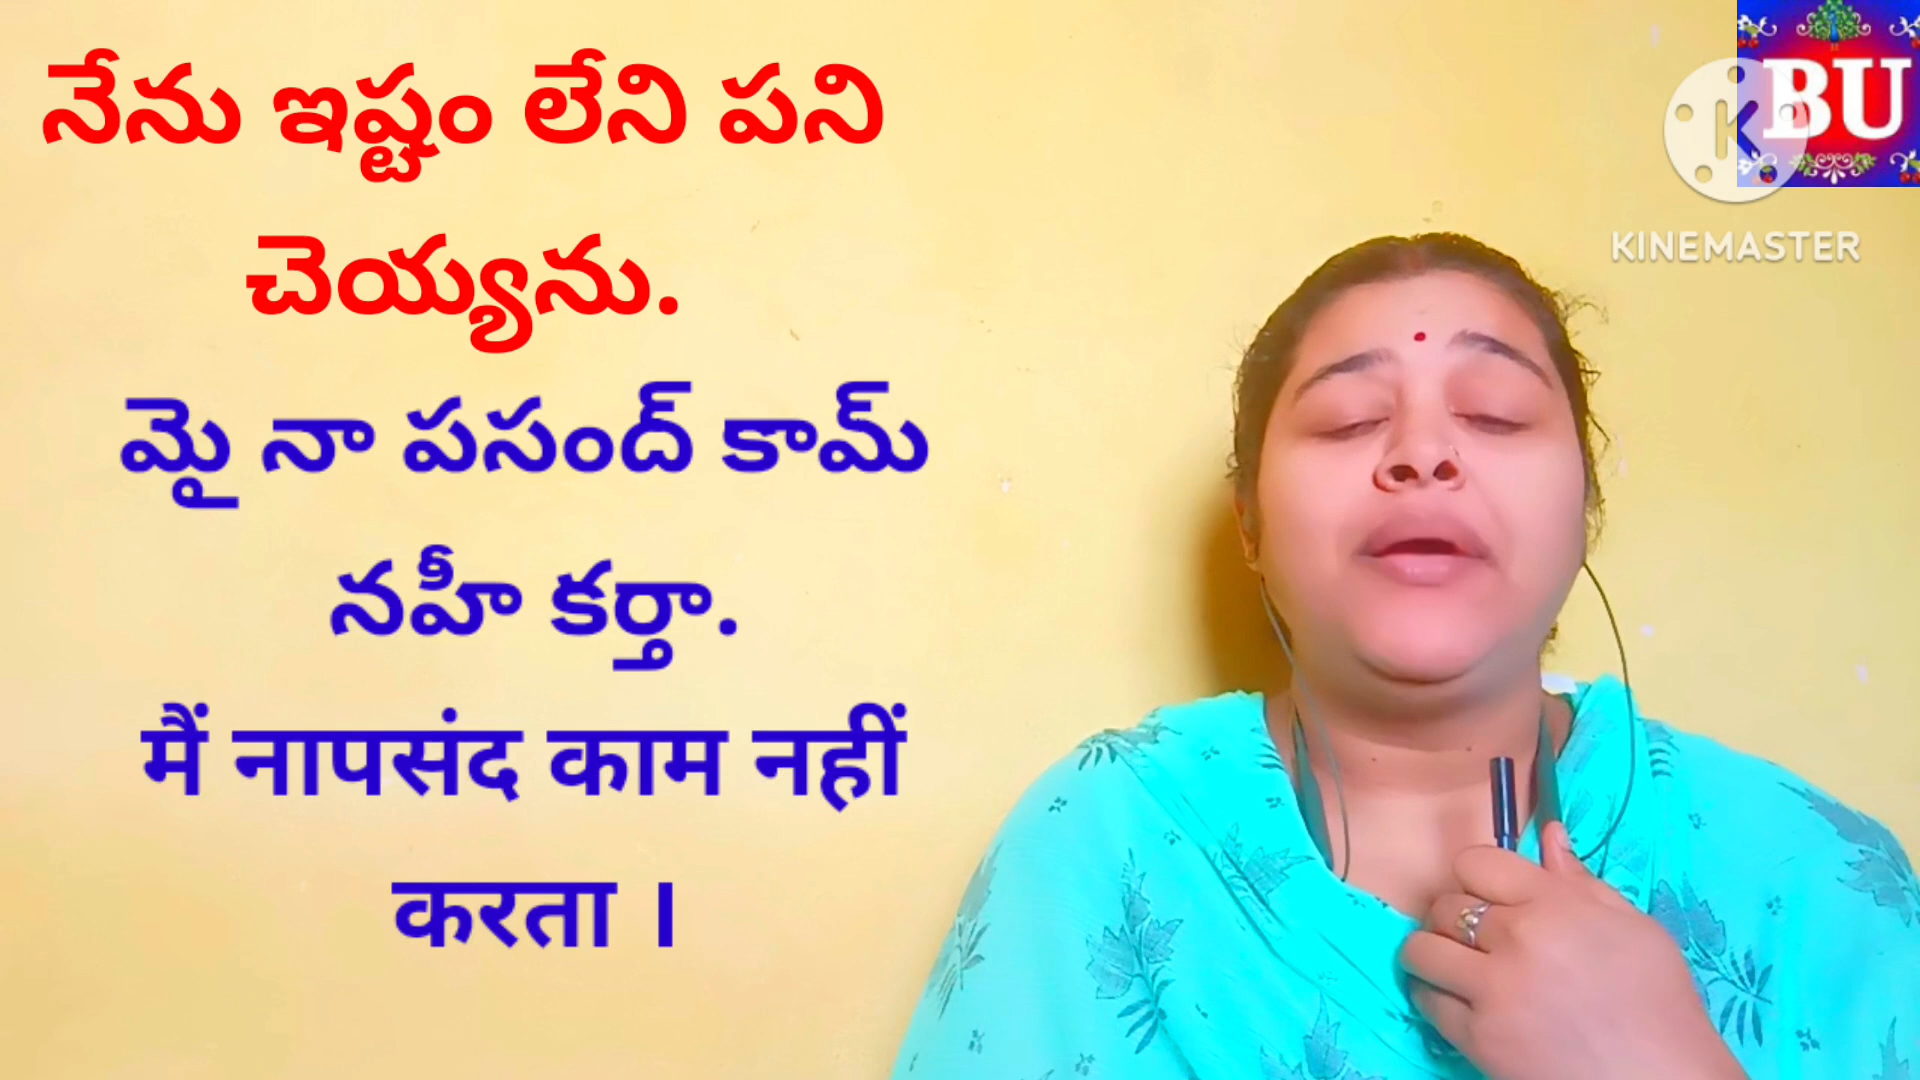 నేను ఇష్టం లేని పని
చెయ్యను.
మై నా పసంద్ కామ్
నహీ కర్తా.
मैं नापसंद काम नहीं
करता ।
BU
K
KINEMASTER